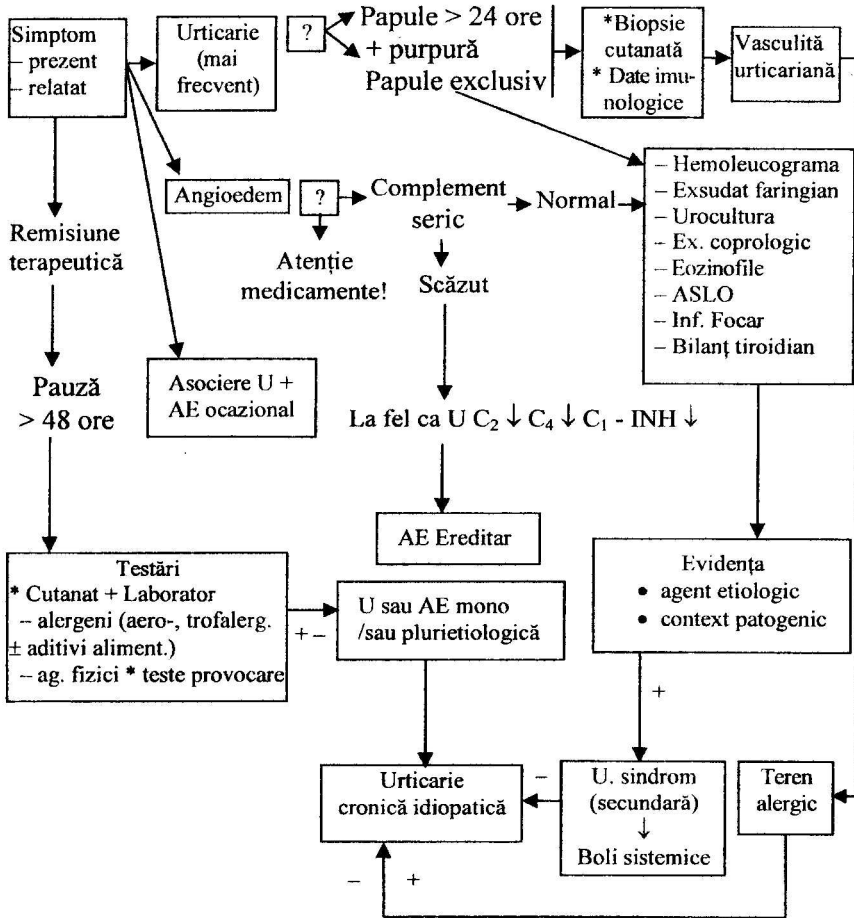 Simptom
– prezent
– relatat
Urticarie
(mai
frecvent)
?
Papule > 24 ore
+ purpură
Papule exclusiv
*Biopsie
cutanată
* Date imu-
nologice
Vasculită
urticariană
Angioedem
?
Complement
seric
Normal
– Hemoleucograma
– Exsudat faringian
– Urocultura
– Ex. coprologic
– Eozinofile
– ASLO
– Inf. Focar
– Bilanț tiroidian
Remisiune
terapeutică
Atenție
medicamente!
Scăzut
Pauză
> 48 ore
Asociere U +
AE ocazional
La fel ca U C₂ ↓ C₄ ↓ C₁ - INH ↓
AE Ereditar
Testări
* Cutanat + Laborator
– alergeni (aero-, trofalerg.
± aditivi aliment.)
– ag. fizici * teste provocare
+ –
U sau AE mono
/sau plurietiologică
Evidența
• agent etiologic
• context patogenic
+
Urticarie
cronică idiopatică
–
U. sindrom
(secundară)
↓
Boli sistemice
Teren
alergic
– +